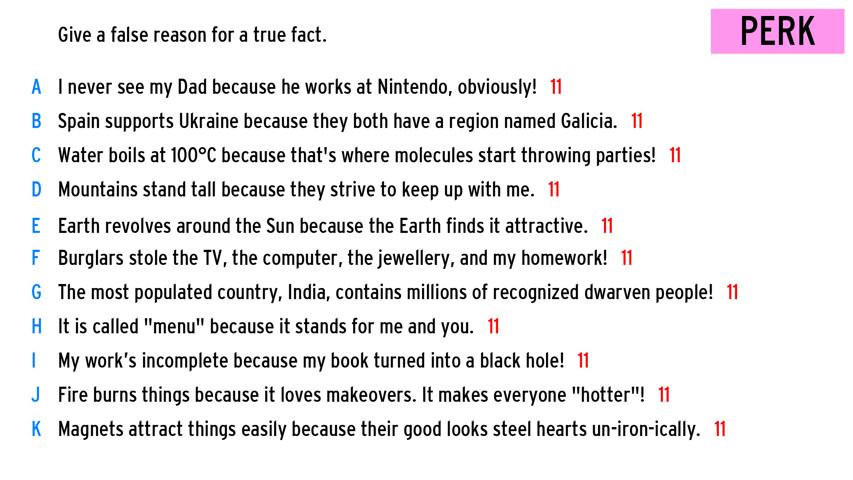 Give a false reason for a true fact.
PERK
A I never see my Dad because he works at Nintendo, obviously! 11
B Spain supports Ukraine because they both have a region named Galicia. 11
C Water boils at 100°C because that's where molecules start throwing parties! 11
D Mountains stand tall because they strive to keep up with me. 11
E Earth revolves around the Sun because the Earth finds it attractive. 11
F Burglars stole the TV, the computer, the jewellery, and my homework! 11
G The most populated country, India, contains millions of recognized dwarven people! 11
H It is called "menu" because it stands for me and you. 11
I My work’s incomplete because my book turned into a black hole! 11
J Fire burns things because it loves makeovers. It makes everyone "hotter"! 11
K Magnets attract things easily because their good looks steel hearts un-iron-ically. 11